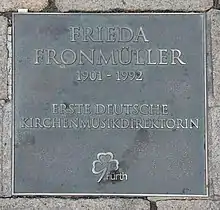 FRIEDA
FRONMÜLLER
1901 - 1992
ERSTE DEUTSCHE
KIRCHENMUSIKDIREKTORIN
fürth